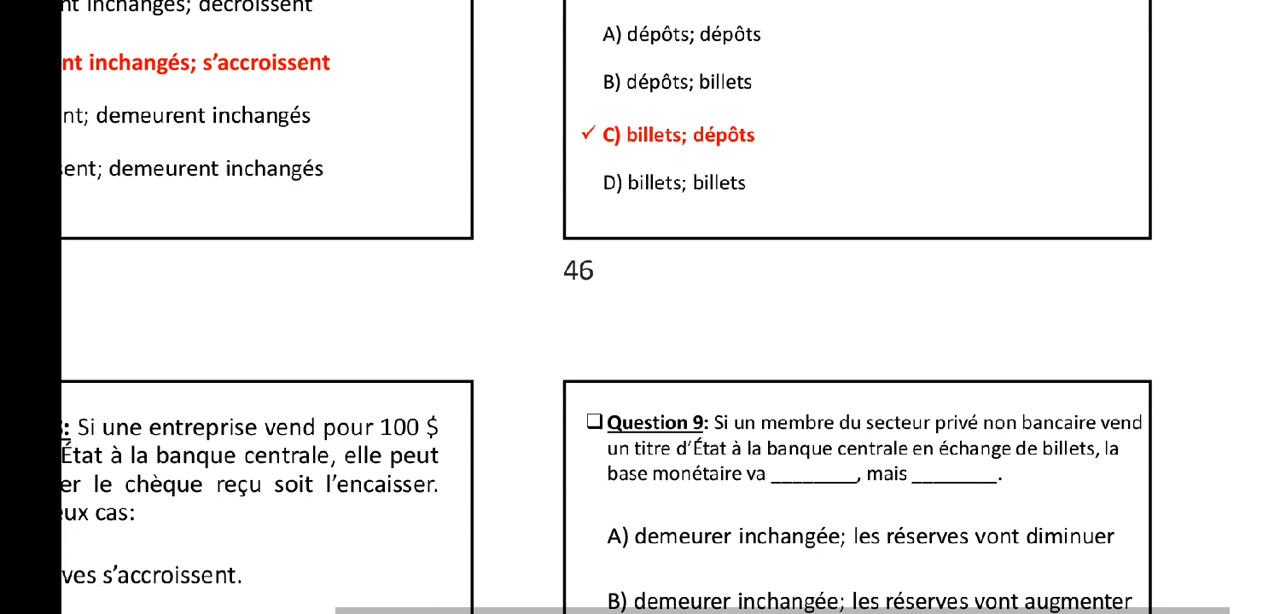 inchangés; décroissent
nt inchangés; s'accroissent
nt; demeurent inchangés
sent; demeurent inchangés
A) dépôts; dépôts
B) dépôts; billets
✓ C) billets; dépôts
D) billets; billets
46
: Si une entreprise vend pour 100 $
État à la banque centrale, elle peut
er le chèque reçu soit l'encaisser.
eux cas:
ves s'accroissent.
❑ Question 9: Si un membre du secteur privé non bancaire vend
un titre d'État à la banque centrale en échange de billets, la
base monétaire va ________, mais ________.
A) demeurer inchangée; les réserves vont diminuer
B) demeurer inchangée; les réserves vont augmenter